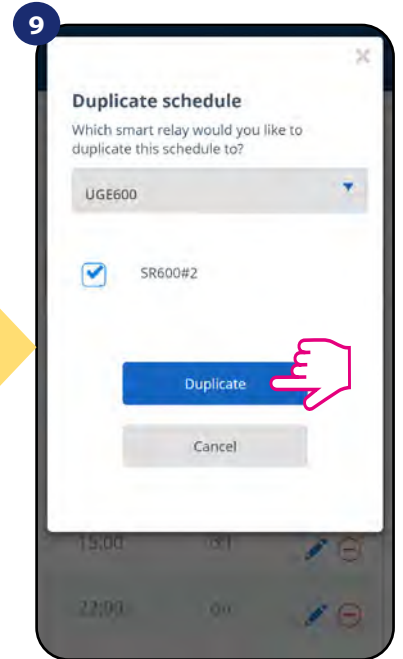 9
Duplicate schedule
Which smart relay would you like to
duplicate this schedule to?
UGE600
SR600#2
Duplicate
Cancel
15:00
22:00 on